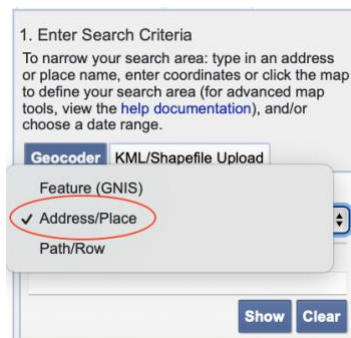 1. Enter Search Criteria
To narrow your search area: type in an address
or place name, enter coordinates or click the map
to define your search area (for advanced map
tools, view the help documentation), and/or
choose a date range.
Geocoder KML/Shapefile Upload
Feature (GNIS)
✓ Address/Place
Path/Row
Show Clear